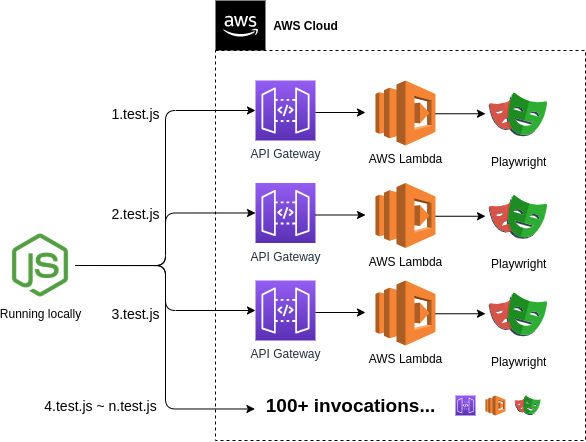 aws
AWS Cloud
1.test.js
API Gateway
AWS Lambda
Playwright
2.test.js
API Gateway
AWS Lambda
Playwright
JS
Running locally
3.test.js
API Gateway
AWS Lambda
Playwright
4.test.js ~ n.test.js
100+ invocations...